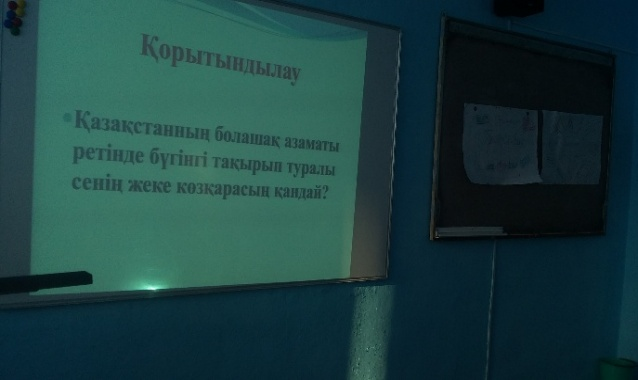 Қорытындылау
Қазақстанның болашақ азаматы
ретінде бүгінгі тақырып туралы
сенің жеке көзқарасың қандай?